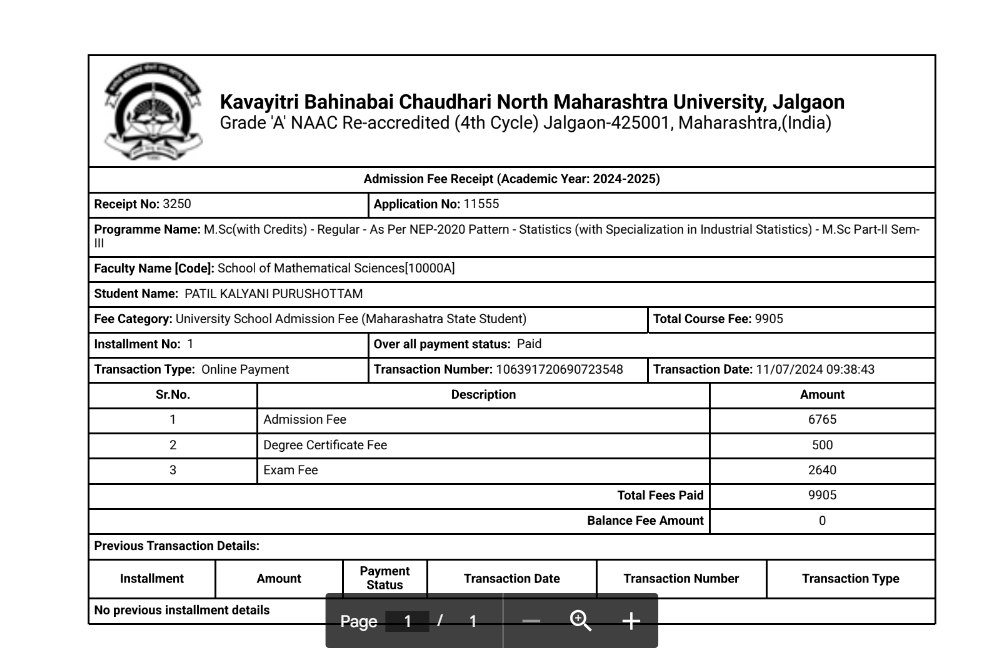 Kavayitri Bahinabai Chaudhari North Maharashtra University, Jalgaon
Grade 'A' NAAC Re-accredited (4th Cycle) Jalgaon-425001, Maharashtra,(India)
Admission Fee Receipt (Academic Year: 2024-2025)
Receipt No: 3250 Application No: 11555
Programme Name: M.Sc(with Credits) - Regular - As Per NEP-2020 Pattern - Statistics (with Specialization in Industrial Statistics) - M.Sc Part-II Sem-
III
Faculty Name [Code]: School of Mathematical Sciences[10000A]
Student Name: PATIL KALYANI PURUSHOTTAM
Fee Category: University School Admission Fee (Maharashatra State Student) Total Course Fee: 9905
Installment No: 1 Over all payment status: Paid
Transaction Type: Online Payment Transaction Number: 106391720690723548 Transaction Date: 11/07/2024 09:38:43
Sr.No. Description Amount
1 Admission Fee 6765
2 Degree Certificate Fee 500
3 Exam Fee 2640
Total Fees Paid 9905
Balance Fee Amount 0
Previous Transaction Details:
Installment Amount Payment Status Transaction Date Transaction Number Transaction Type
No previous installment details
Page 1 / 1